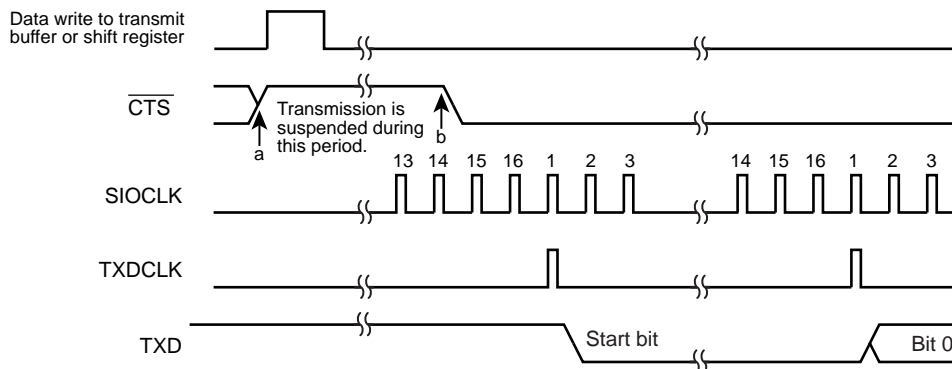 Data write to transmit
buffer or shift register
CTS
Transmission is
suspended during
this period.
a
b
13 14 15 16 1 2 3 14 15 16 1 2 3
SIOCLK
TXDCLK
TXD
Start bit
Bit 0